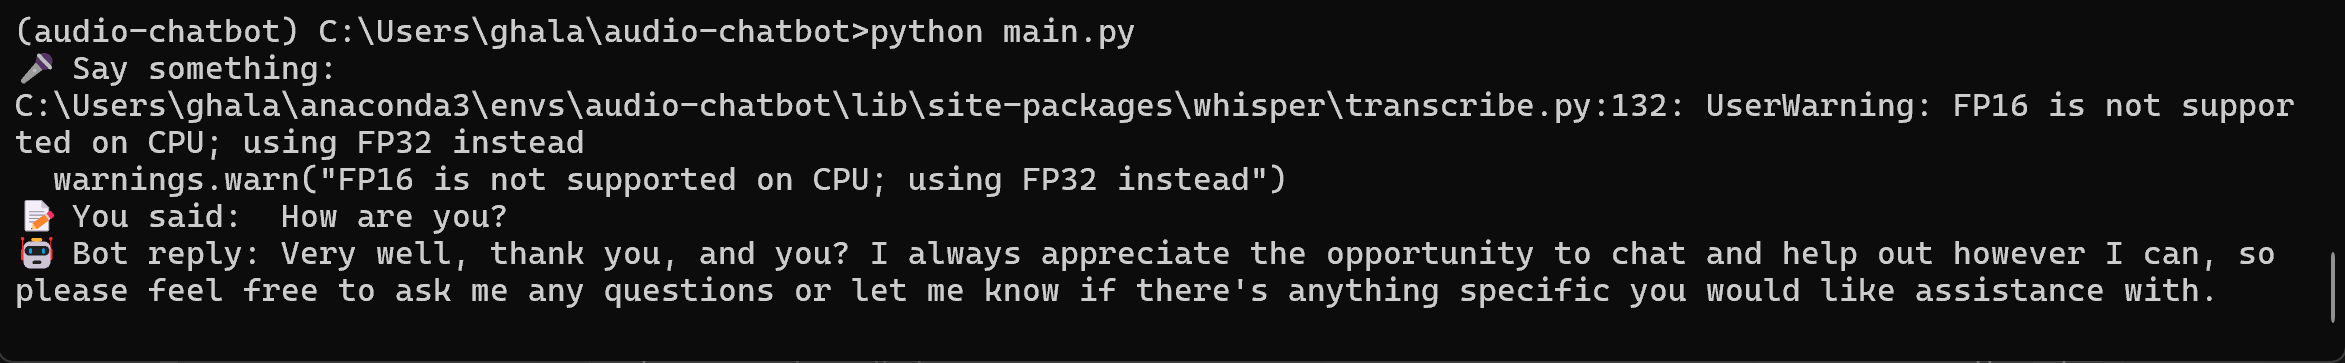 (audio-chatbot) C:\Users\ghala\audio-chatbot>python main.py
🎤 Say something:
C:\Users\ghala\anaconda3\envs\audio-chatbot\lib\site-packages\whisper\transcribe.py:132: UserWarning: FP16 is not suppor
ted on CPU; using FP32 instead
  warnings.warn("FP16 is not supported on CPU; using FP32 instead")
📝 You said:  How are you?
🤖 Bot reply: Very well, thank you, and you? I always appreciate the opportunity to chat and help out however I can, so
please feel free to ask me any questions or let me know if there's anything specific you would like assistance with.